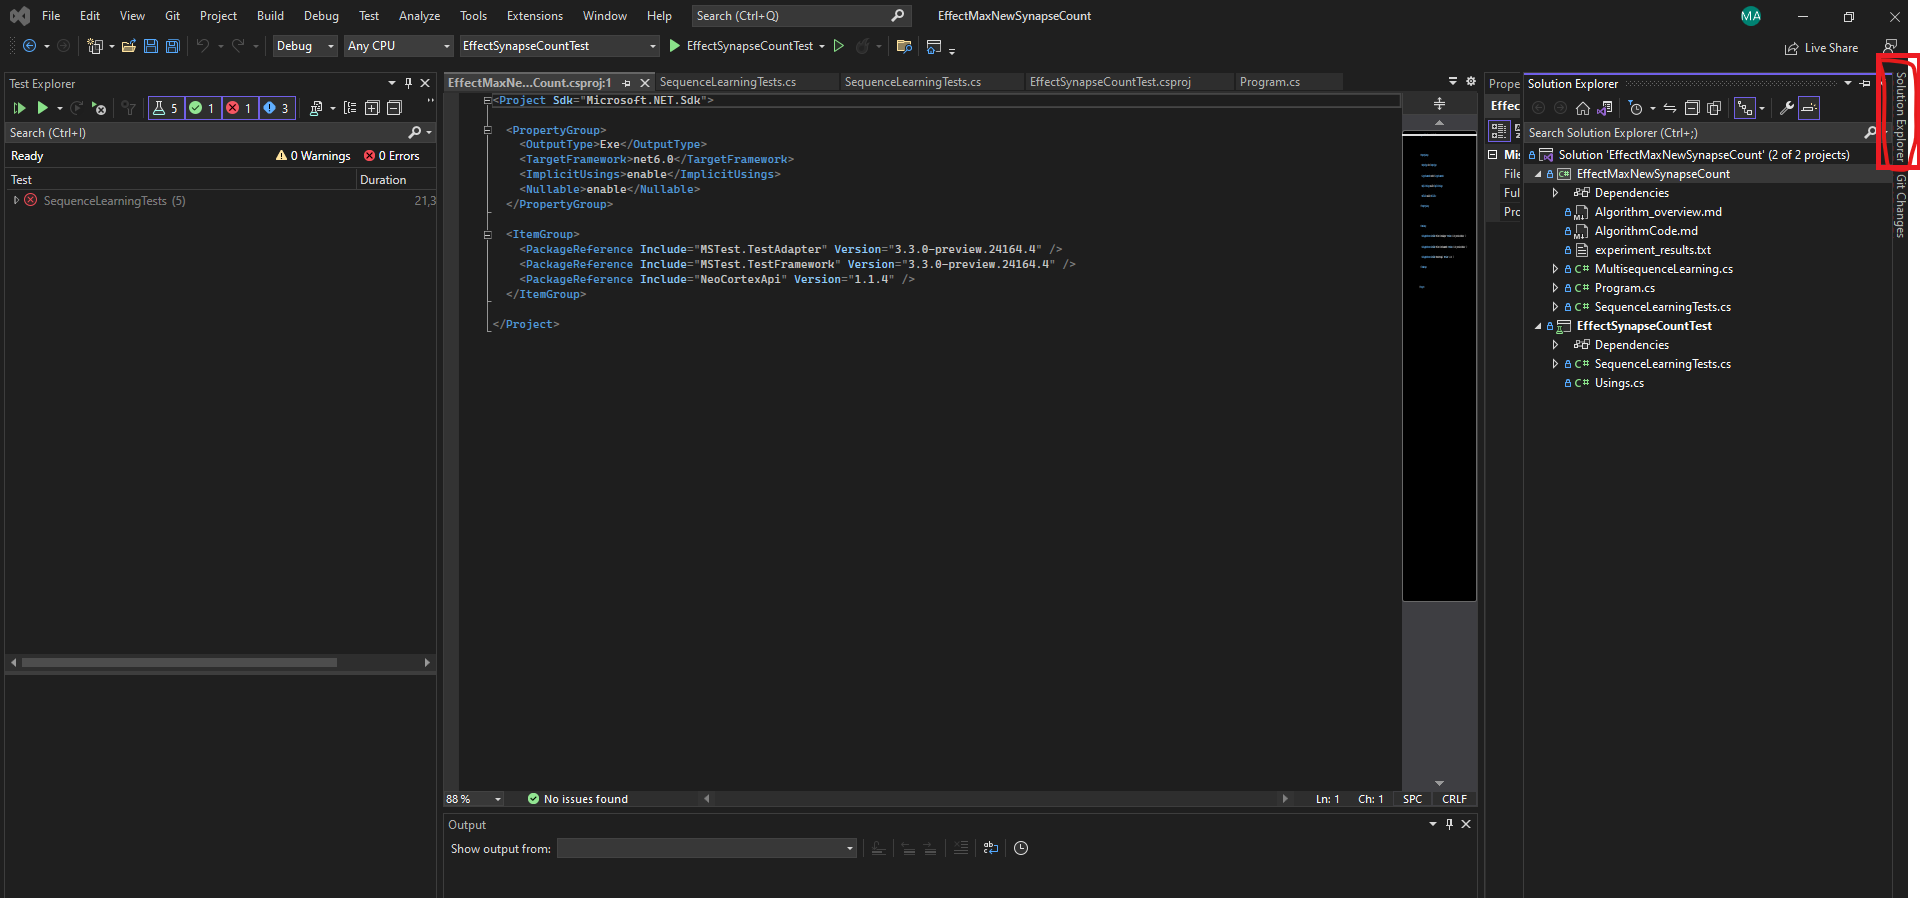 File Edit View Git Project Build Debug Test Analyze Tools Extensions Window Help Search (Ctrl+Q) EffectMaxNewSynapseCount MA
Debug Any CPU EffectSynapseCountTest EffectSynapseCountTest Live Share
Test Explorer
5 1 1 3
Search (Ctrl+I)
Ready 0 Warnings 0 Errors
Test Duration
SequenceLearningTests (5) 21,3
EffectMaxNe...Count.csproj:1 SequenceLearningTests.cs SequenceLearningTests.cs EffectSynapseCountTest.csproj Program.cs
<Project Sdk="Microsoft.NET.Sdk">
<PropertyGroup>
<OutputType>Exe</OutputType>
<TargetFramework>net6.0</TargetFramework>
<ImplicitUsings>enable</ImplicitUsings>
<Nullable>enable</Nullable>
</PropertyGroup>
<ItemGroup>
<PackageReference Include="MSTest.TestAdapter" Version="3.3.0-preview.24164.4" />
<PackageReference Include="MSTest.TestFramework" Version="3.3.0-preview.24164.4" />
<PackageReference Include="NeoCortexApi" Version="1.1.4" />
</ItemGroup>
</Project>
88 % No issues found Ln: 1 Ch: 1 SPC CRLF
Output
Show output from:
Prope
Effec
Mis
File
Ful
Pro
Solution Explorer
Search Solution Explorer (Ctrl+;)
Solution 'EffectMaxNewSynapseCount' (2 of 2 projects)
C# EffectMaxNewSynapseCount
Dependencies
Algorithm_overview.md
AlgorithmCode.md
experiment_results.txt
C# MultisequenceLearning.cs
C# Program.cs
C# SequenceLearningTests.cs
EffectSynapseCountTest
Dependencies
C# SequenceLearningTests.cs
C# Usings.cs
Solution Explorer
Git Changes